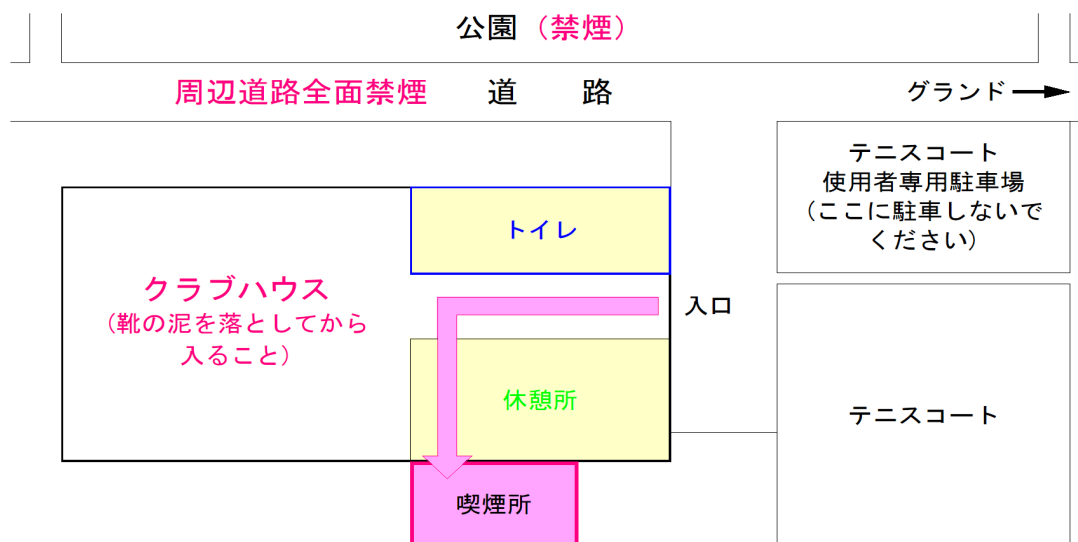 公園（禁煙）
周辺道路全面禁煙 道 路
グランド
テニスコート
使用者専用駐車場
（ここに駐車しないで
ください）
トイレ
クラブハウス
（靴の泥を落としてから
入ること）
入口
休憩所
テニスコート
喫煙所